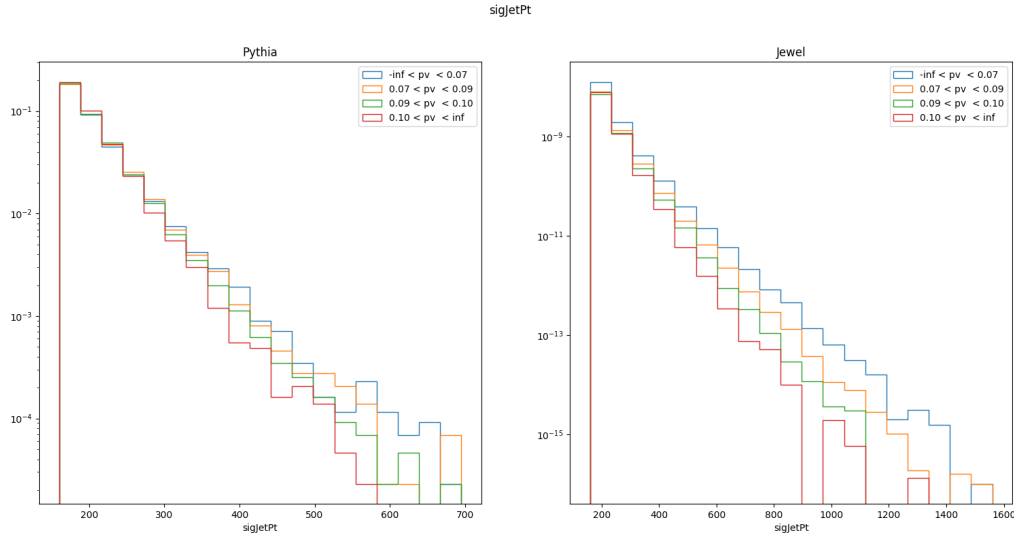 sigJetPt
Pythia
-inf < pv  < 0.07
0.07 < pv  < 0.09
0.09 < pv  < 0.10
0.10 < pv  < inf
10⁻¹
10⁻²
10⁻³
10⁻⁴
200 300 400 500 600 700
sigJetPt
Jewel
-inf < pv  < 0.07
0.07 < pv  < 0.09
0.09 < pv  < 0.10
0.10 < pv  < inf
10⁻⁹
10⁻¹¹
10⁻¹³
10⁻¹⁵
200 400 600 800 1000 1200 1400 1600
sigJetPt